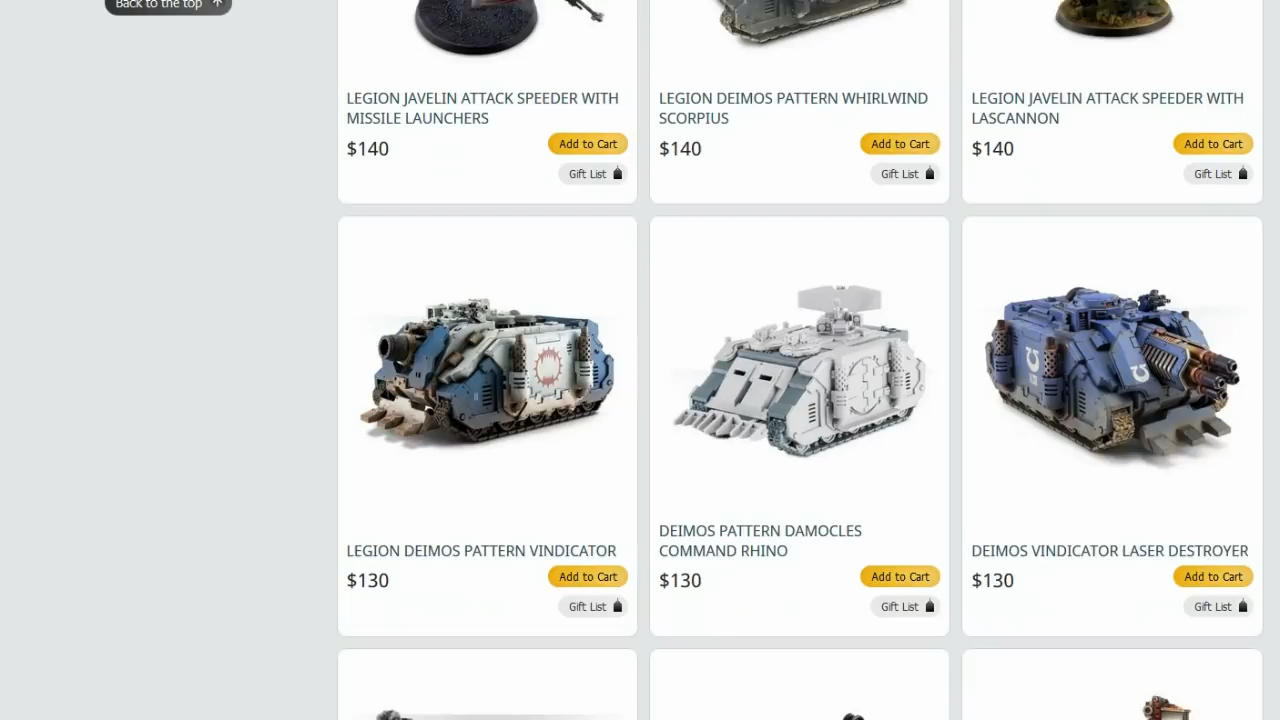 Back to the top ↑
LEGION JAVELIN ATTACK SPEEDER WITH
MISSILE LAUNCHERS
$140
Add to Cart
Gift List
LEGION DEIMOS PATTERN WHIRLWIND
SCORPIUS
$140
Add to Cart
Gift List
LEGION JAVELIN ATTACK SPEEDER WITH
LASCANNON
$140
Add to Cart
Gift List
LEGION DEIMOS PATTERN VINDICATOR
$130
Add to Cart
Gift List
DEIMOS PATTERN DAMOCLES
COMMAND RHINO
$130
Add to Cart
Gift List
DEIMOS VINDICATOR LASER DESTROYER
$130
Add to Cart
Gift List